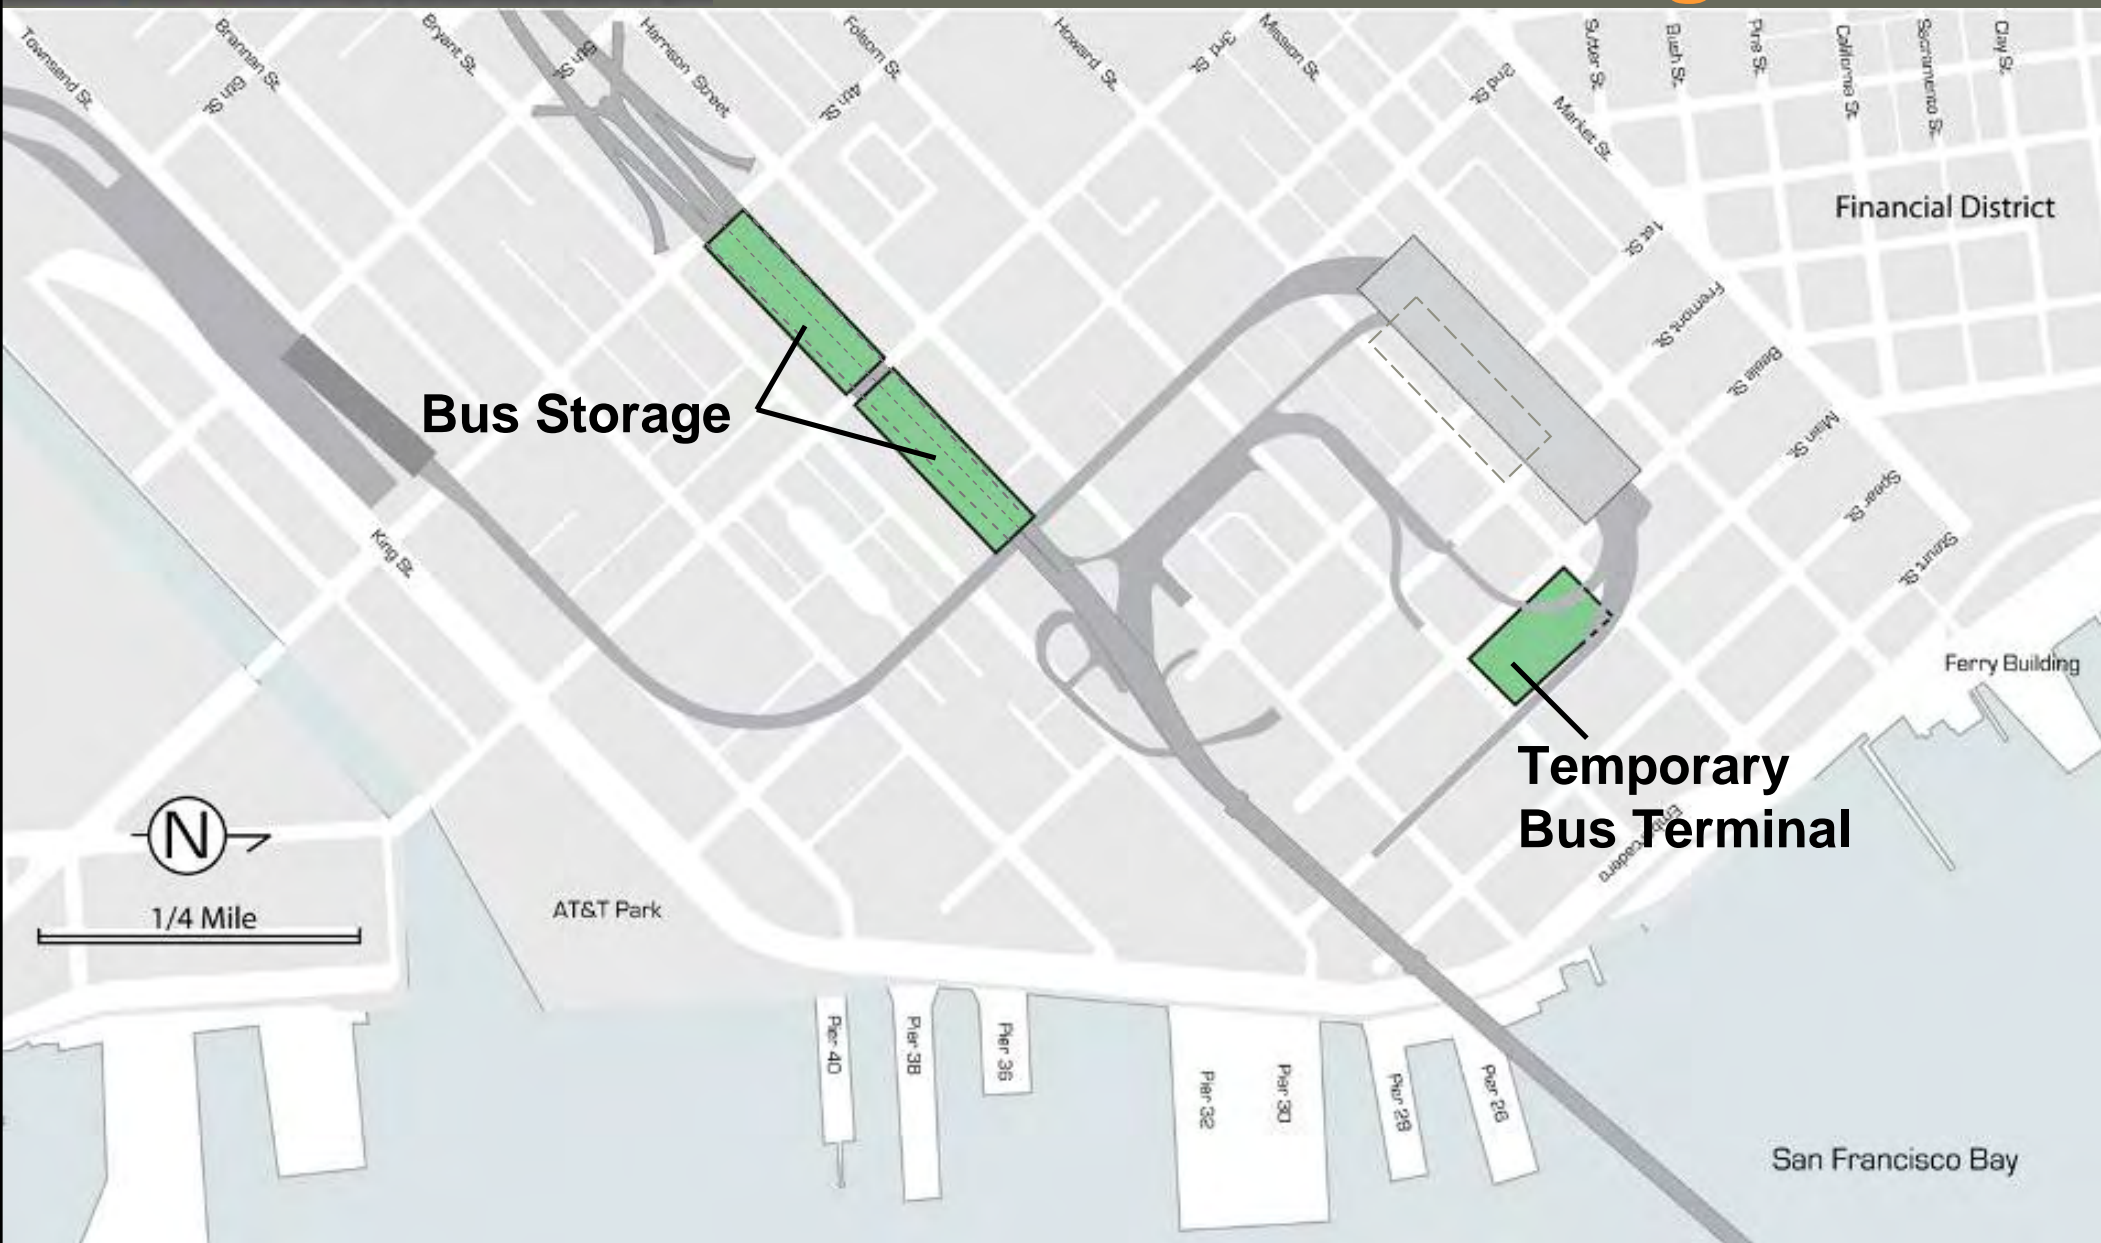 Townsend St.
Brannan St.
6th St.
Bryant St.
5th St.
Harrison Street
4th St.
Folsom St.
Howard St.
3rd St.
Mission St.
2nd St.
Market St.
Sutter St.
Bush St.
Pine St.
California St.
Sacramento St.
Clay St.
Financial District
1st St.
Fremont St.
Beale St.
Main St.
Spear St.
Steuart St.
Bus Storage
King St.
Ferry Building
Temporary
Bus Terminal
Embarcadero
N
1/4 Mile
AT&T Park
Pier 40
Pier 38
Pier 36
Pier 32
Pier 30
Pier 28
Pier 26
San Francisco Bay